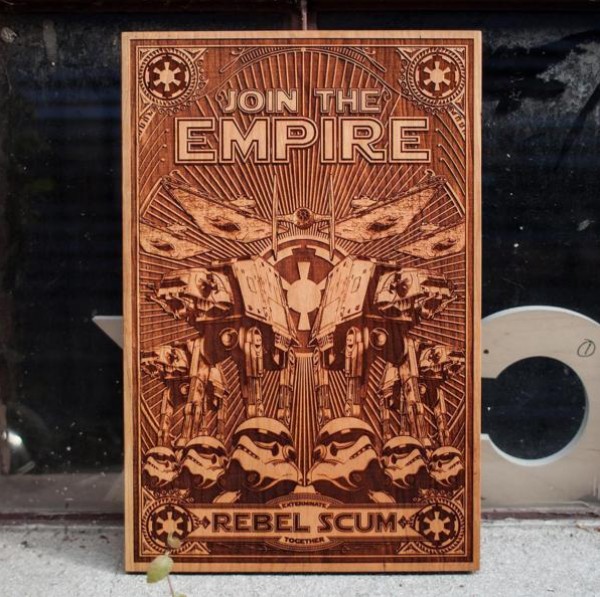 JOIN THE
EMPIRE
EXTERMINATE
REBEL SCUM
TOGETHER